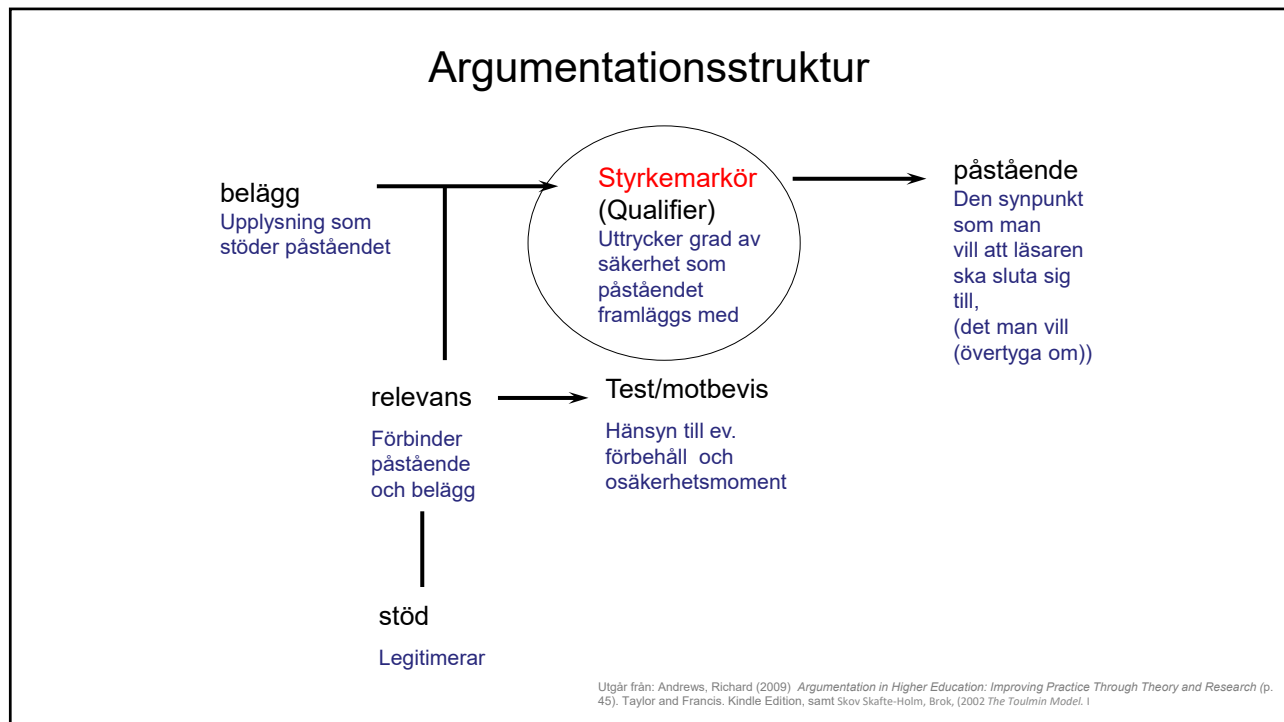 Argumentationsstruktur
belägg
Upplysning som
stöder påståendet
Styrkemarkör
(Qualifier)
Uttrycker grad av
säkerhet som
påståendet
framläggs med
påstående
Den synpunkt
som man
vill att läsaren
ska sluta sig
till,
(det man vill
(övertyga om))
relevans
Förbinder
påstående
och belägg
Test/motbevis
Hänsyn till ev.
förbehåll och
osäkerhetsmoment
stöd
Legitimerar
Utgår från: Andrews, Richard (2009) Argumentation in Higher Education: Improving Practice Through Theory and Research (p.
45). Taylor and Francis. Kindle Edition, samt Skov Skafte-Holm, Brok, (2002 The Toulmin Model. I